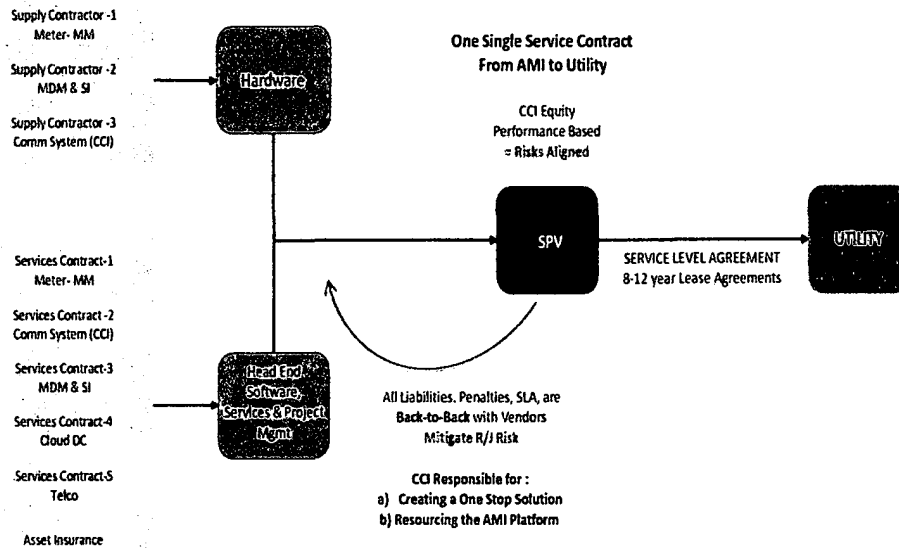 Supply Contractor -1
Meter- MM
Supply Contractor -2
MDM & SI
Supply Contractor -3
Comm System (CCI)
Hardware
One Single Service Contract
From AMI to Utility
CCI Equity
Performance Based
= Risks Aligned
SPV
UTILITY
SERVICE LEVEL AGREEMENT
8-12 year Lease Agreements
Services Contract-1
Meter- MM
Services Contract -2
Comm System (CCI)
Services Contract-3
MDM & SI
Services Contract-4
Cloud DC
Services Contract-5
Telco
Asset Insurance
Head End
Software,
Services & Project
Mgmt
All Liabilities. Penalties, SLA, are
Back-to-Back with Vendors
Mitigate R/J Risk
CCI Responsible for :
a) Creating a One Stop Solution
b) Resourcing the AMI Platform